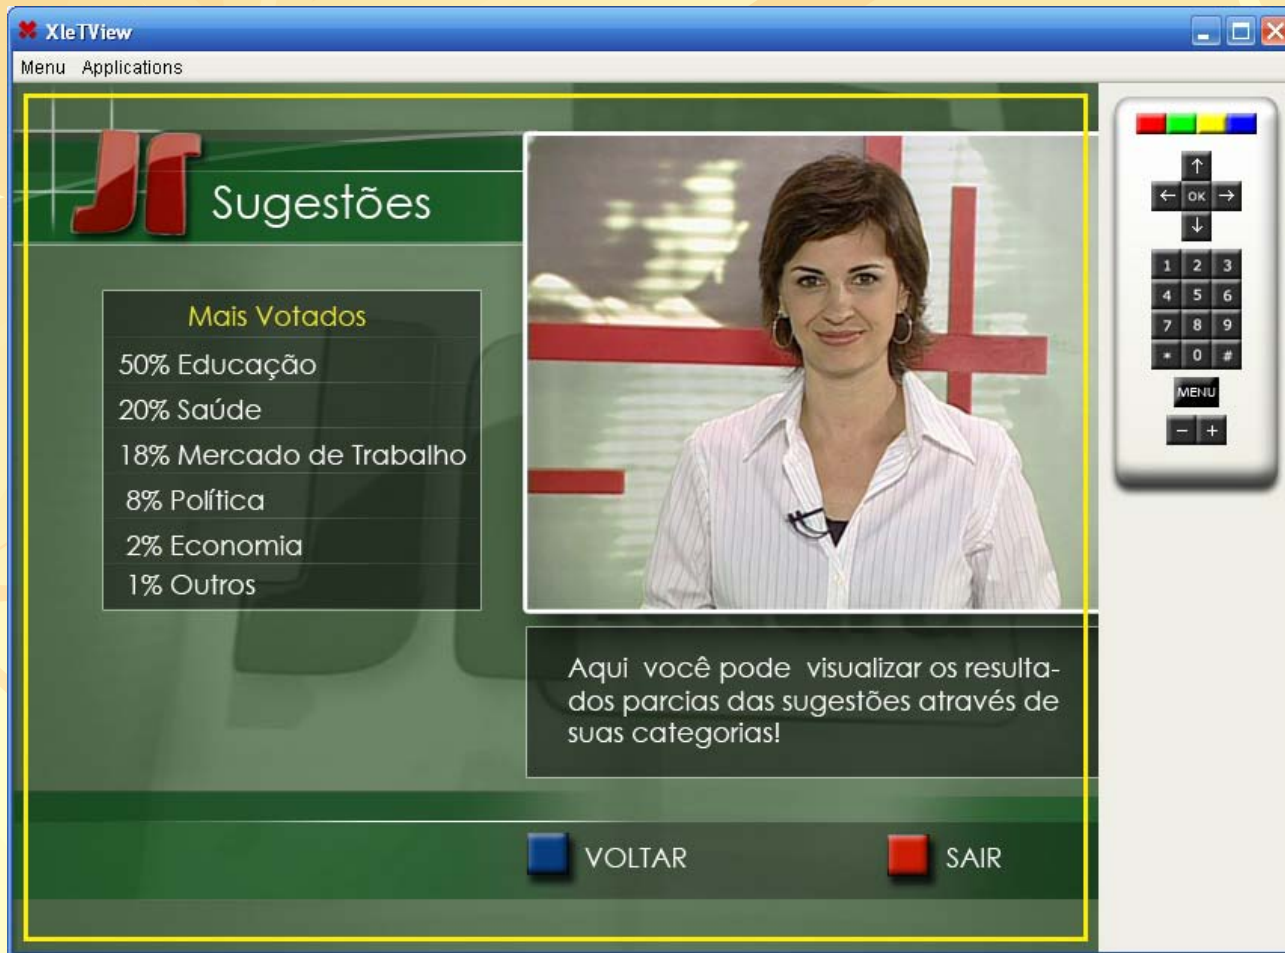 XleTView
Menu Applications
Sugestões
Mais Votados
50% Educação
20% Saúde
18% Mercado de Trabalho
8% Política
2% Economia
1% Outros
Aqui você pode visualizar os resulta-
dos parcias das sugestões através de
suas categorias!
VOLTAR
SAIR
OK
1 2 3
4 5 6
7 8 9
* 0 #
MENU
- +